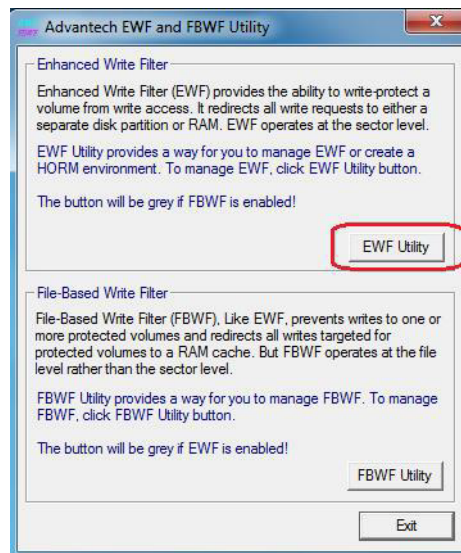 Advantech EWF and FBWF Utility
Enhanced Write Filter
Enhanced Write Filter (EWF) provides the ability to write-protect a
volume from write access. It redirects all write requests to either a
separate disk partition or RAM. EWF operates at the sector level.
EWF Utility provides a way for you to manage EWF or create a
HORM environment. To manage EWF, click EWF Utility button.
The button will be grey if FBWF is enabled!
EWF Utility
File-Based Write Filter
File-Based Write Filter (FBWF), Like EWF, prevents writes to one or
more protected volumes and redirects all writes targeted for
protected volumes to a RAM cache. But FBWF operates at the file
level rather than the sector level.
FBWF Utility provides a way for you to manage FBWF. To manage
FBWF, click FBWF Utility button.
The button will be grey if EWF is enabled!
FBWF Utility
Exit